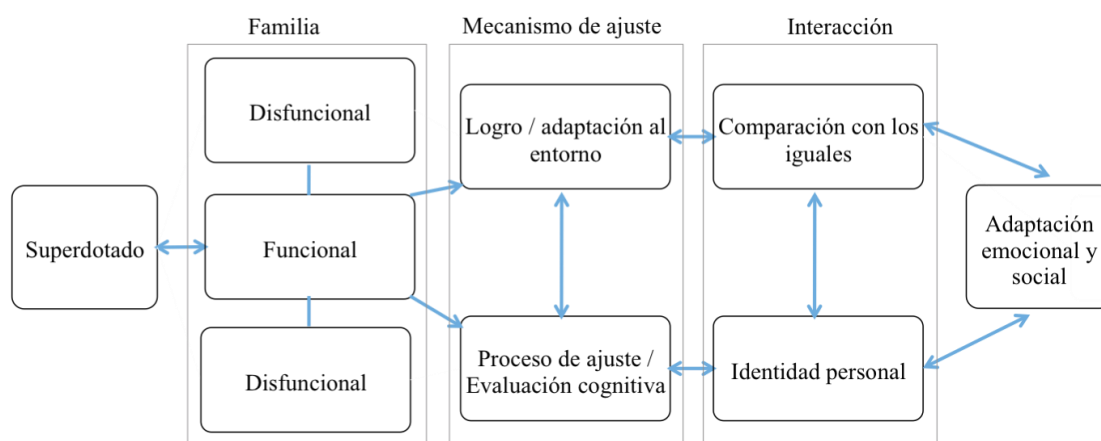 Familia
Mecanismo de ajuste
Interacción
Disfuncional
Logro / adaptación al
entorno
Comparación con los
iguales
Superdotado
Funcional
Adaptación
emocional y
social
Disfuncional
Proceso de ajuste /
Evaluación cognitiva
Identidad personal